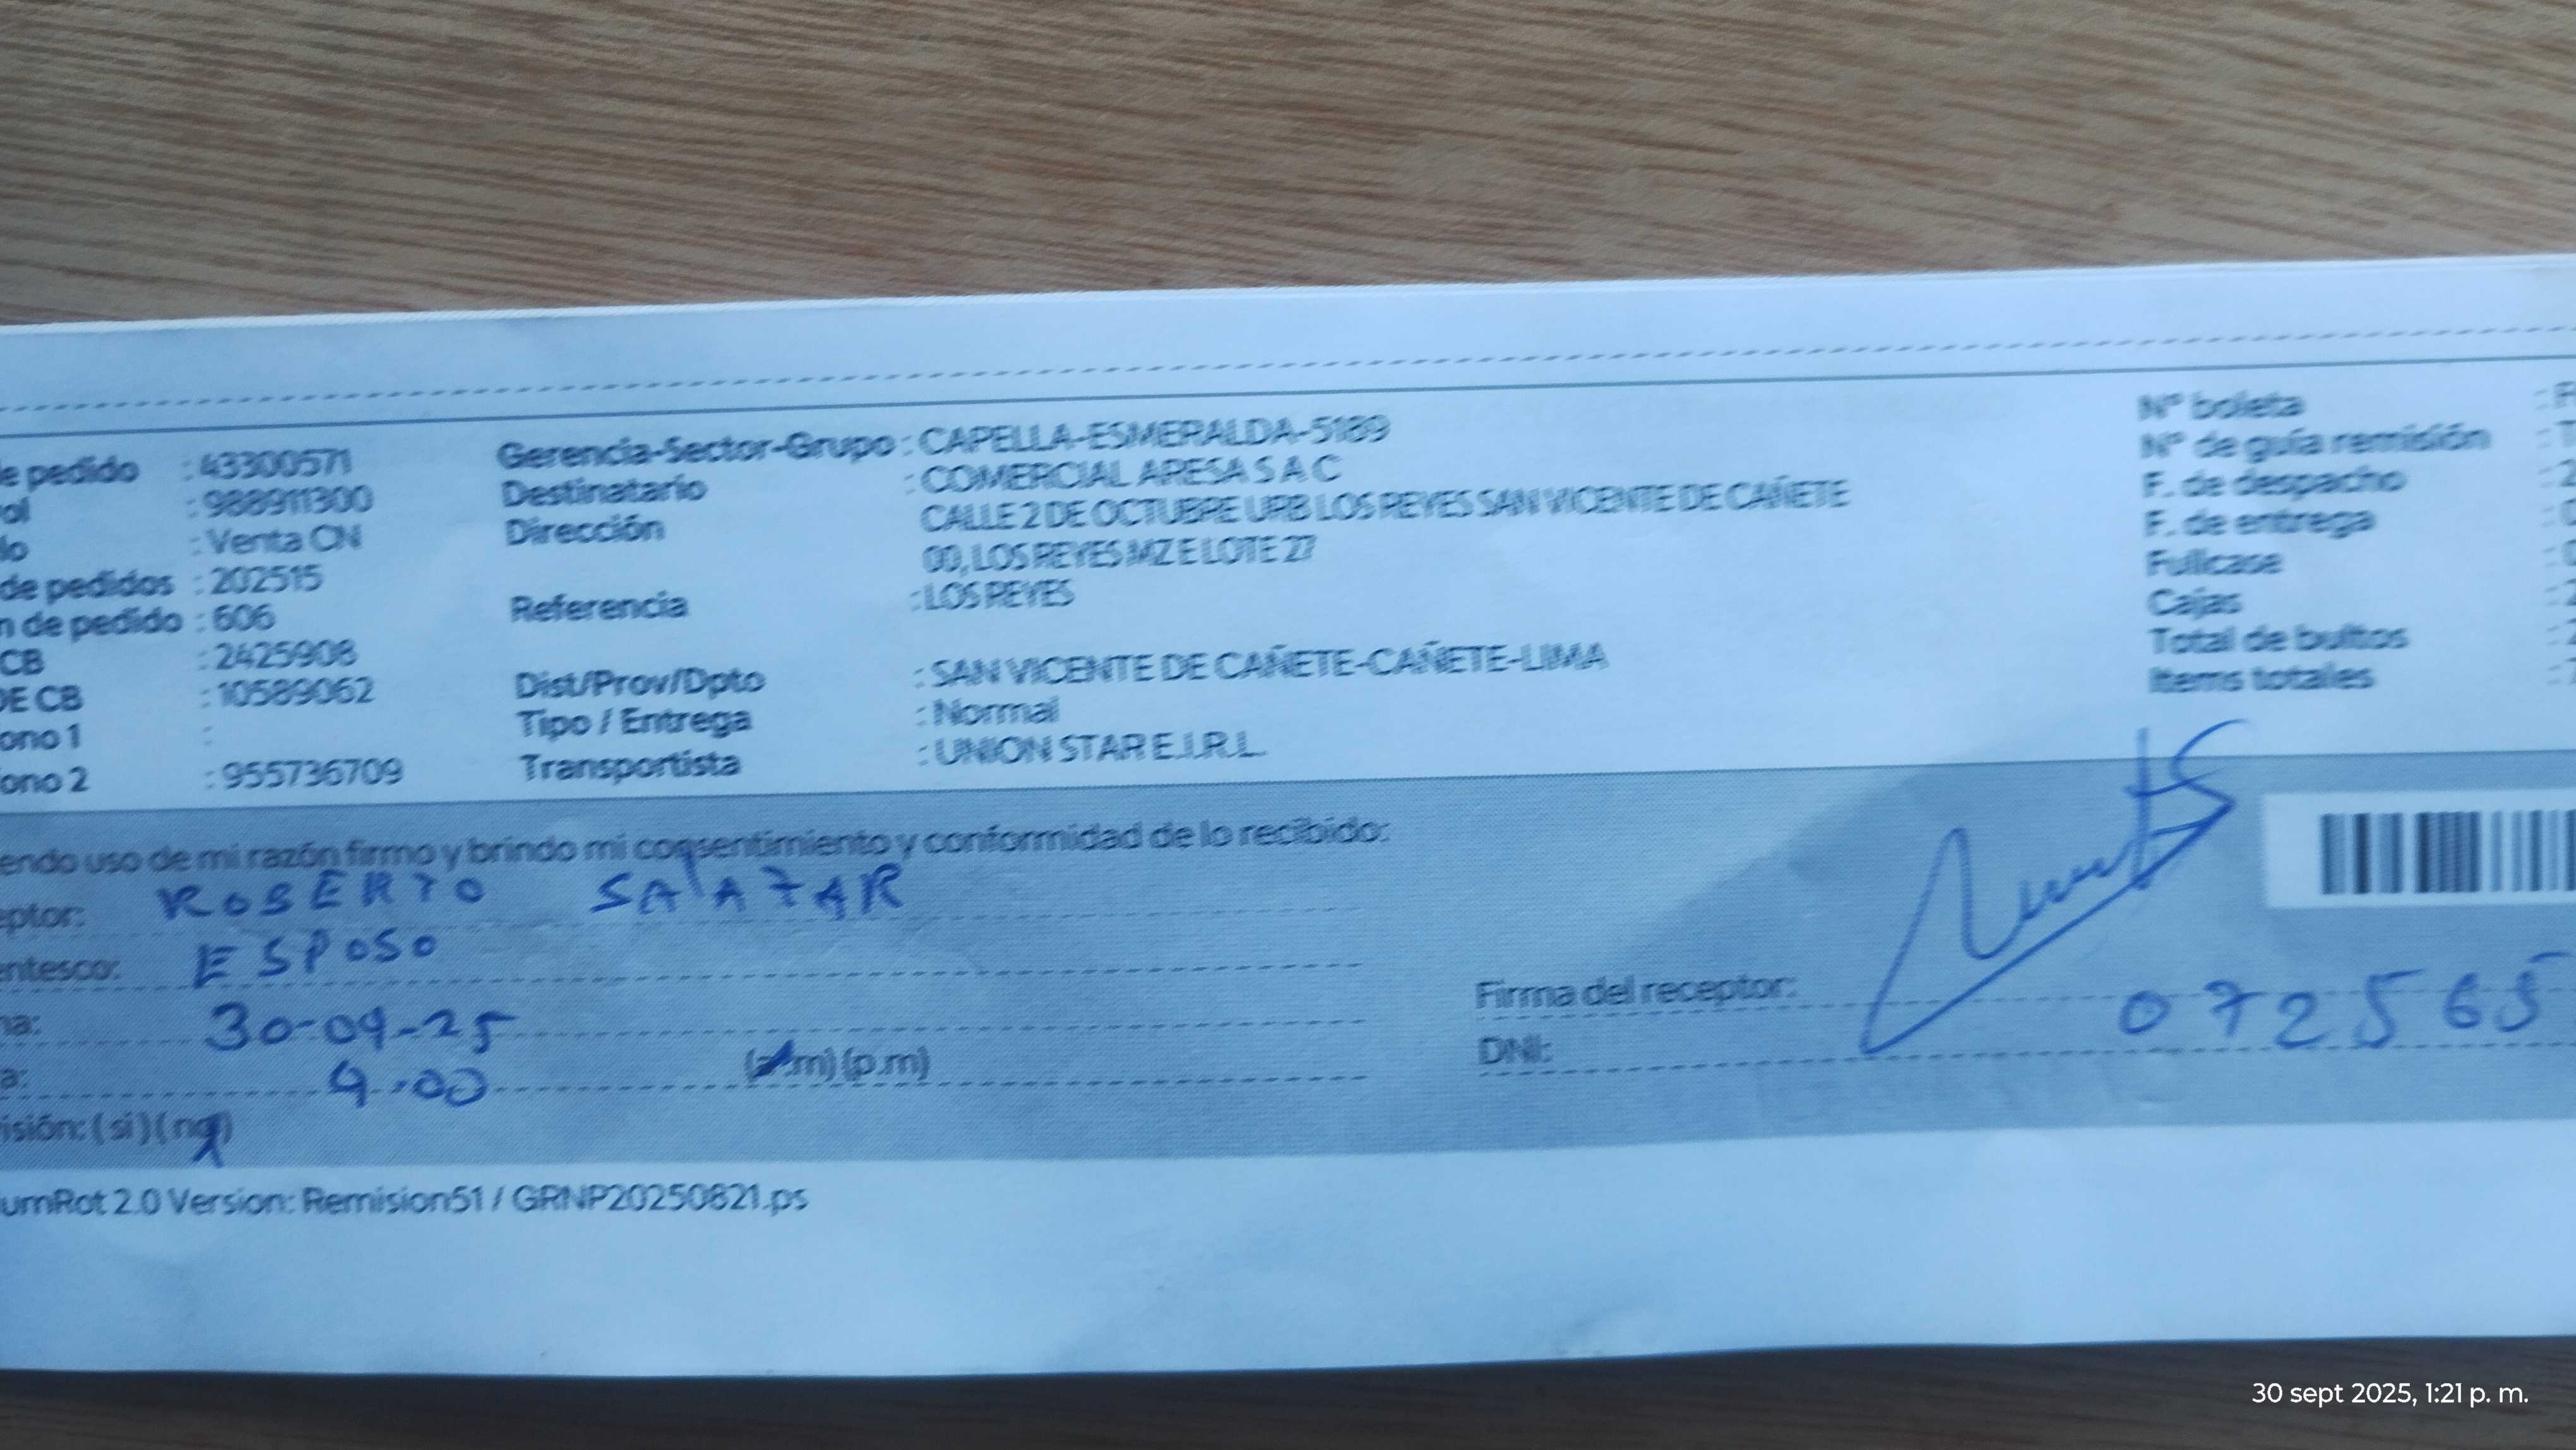 e pedido : 43300571
ol : 988911300
lo : Venta CN
de pedidos : 202515
n de pedido : 606
CB : 2425908
DE CB : 10589062
ono 1 :
ono 2 : 955736709
Gerencia-Sector-Grupo : CAPELLA-ESMERALDA-5189
Destinatario : COMERCIAL ARESA S A C
Dirección CALLE 2 DE OCTUBRE URB LOS REYES SAN VICENTE DE CAÑETE
00, LOS REYES MZ E LOTE 27
Referencia : LOS REYES
Dist/Prov/Dpto : SAN VICENTE DE CAÑETE-CAÑETE-LIMA
Tipo / Entrega : Normal
Transportista : UNION STAR E.I.R.L.
N° boleta : F
N° de guía remisión : T
F. de despacho : 2
F. de entrega :
Fullcase :
Cajas : 2
Total de bultos :
Items totales :
endo uso de mi razón firmo y brindo mi consentimiento y conformidad de lo recibido:
eptor: ROBERTO SALAZAR
entesco: ESPOSO
ha: 30-09-25
a: 9.00 (a.m) (p.m)
isión: (si) (no)
Firma del receptor:
DNI: 072565
umRot 2.0 Version: Remision51 / GRNP20250821.ps
30 sept 2025, 1:21 p. m.